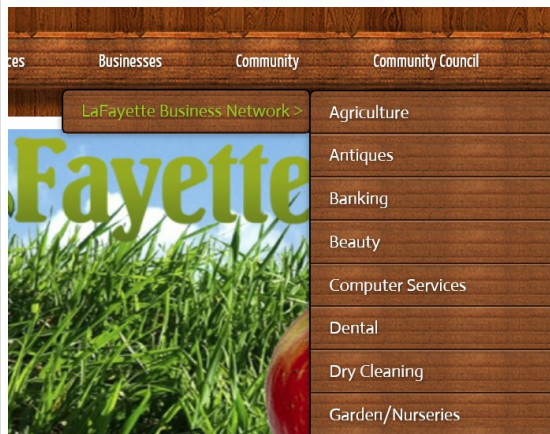 ces Businesses Community Community Council
LaFayette Business Network >
Fayette
Agriculture
Antiques
Banking
Beauty
Computer Services
Dental
Dry Cleaning
Garden/Nurseries